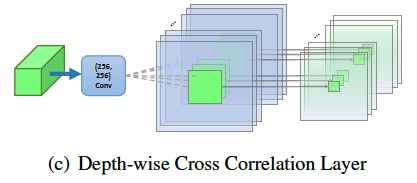 (256,
256)
Conv
(c) Depth-wise Cross Correlation Layer